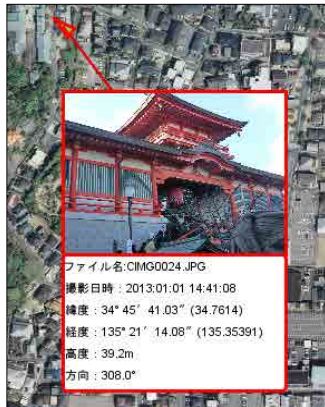 ファイル名:CIMG0024.JPG
撮影日時：2013:01:01 14:41:08
緯度：34° 45′ 41.03″ (34.7614)
経度：135° 21′ 14.08″ (135.35391)
高度：39.2m
方向：308.0°